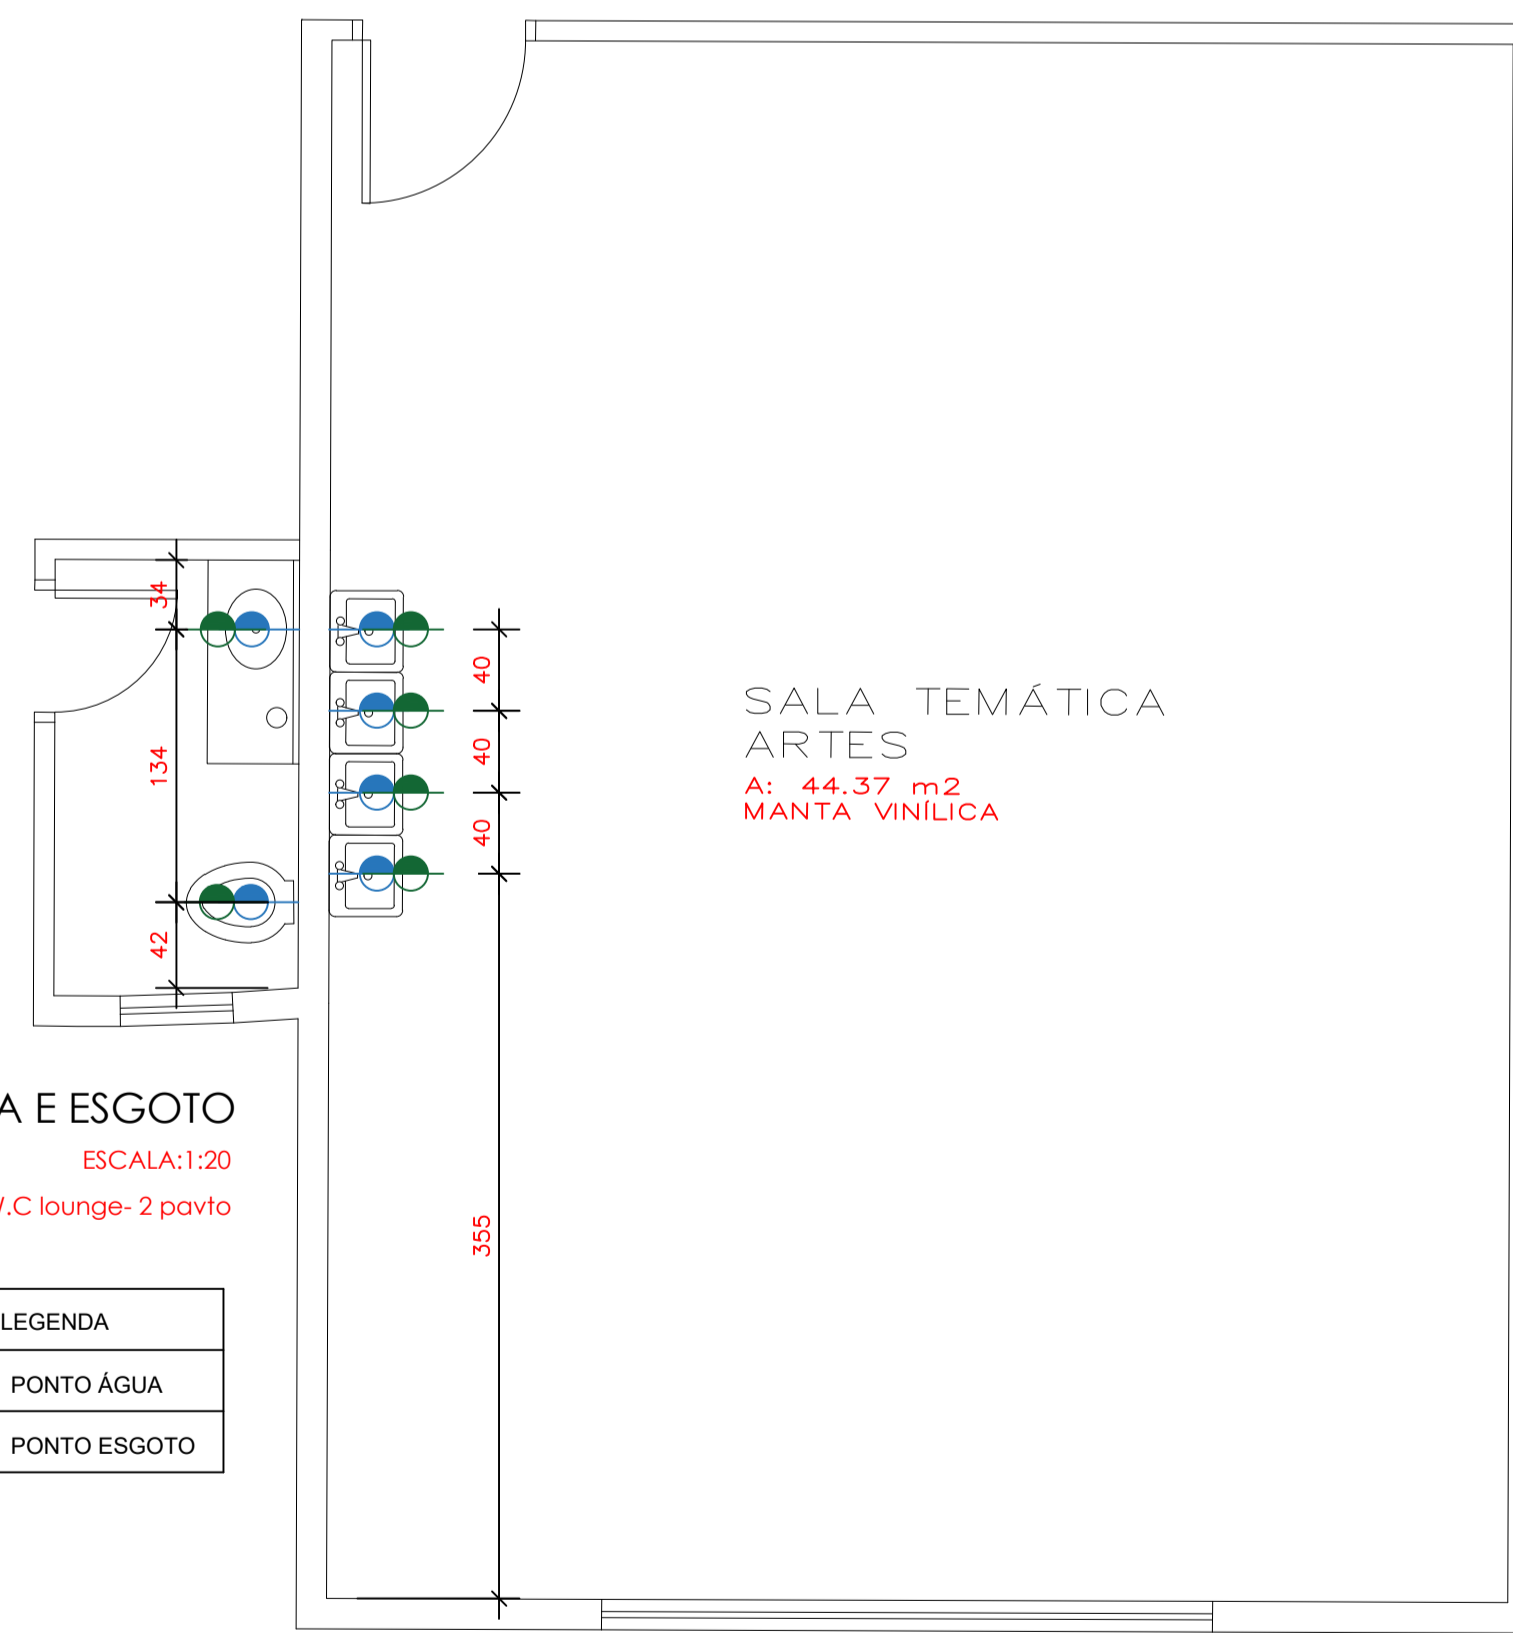 34
134
42
40
40
40
355
SALA TEMÁTICA
ARTES
A: 44.37 m2
MANTA VINÍLICA
A E ESGOTO
ESCALA:1:20
.C lounge- 2 pavto
LEGENDA
PONTO ÁGUA
PONTO ESGOTO